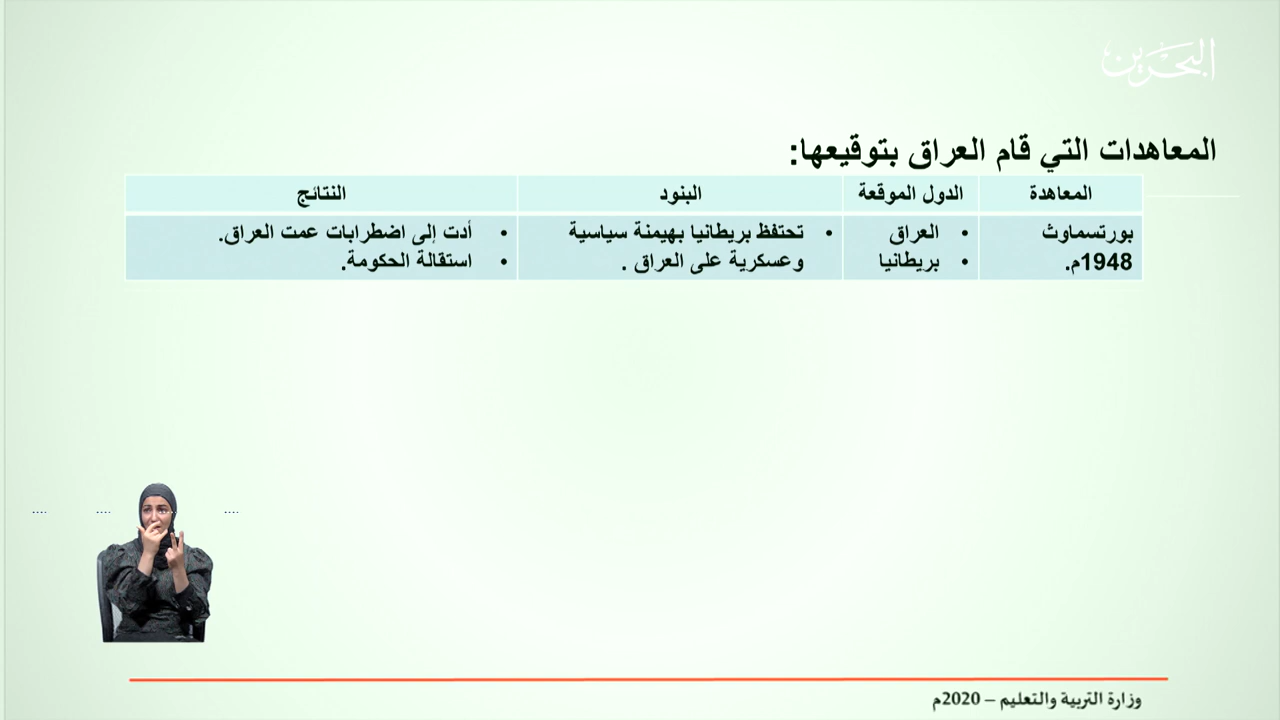 البحرين
المعاهدات التي قام العراق بتوقيعها:
المعاهدة
الدول الموقعة
البنود
النتائج
بورتسماوث
1948م.
• العراق
• بريطانيا
• تحتفظ بريطانيا بهيمنة سياسية
وعسكرية على العراق .
• أدت إلى اضطرابات عمت العراق.
• استقالة الحكومة.
وزارة التربية والتعليم – 2020م